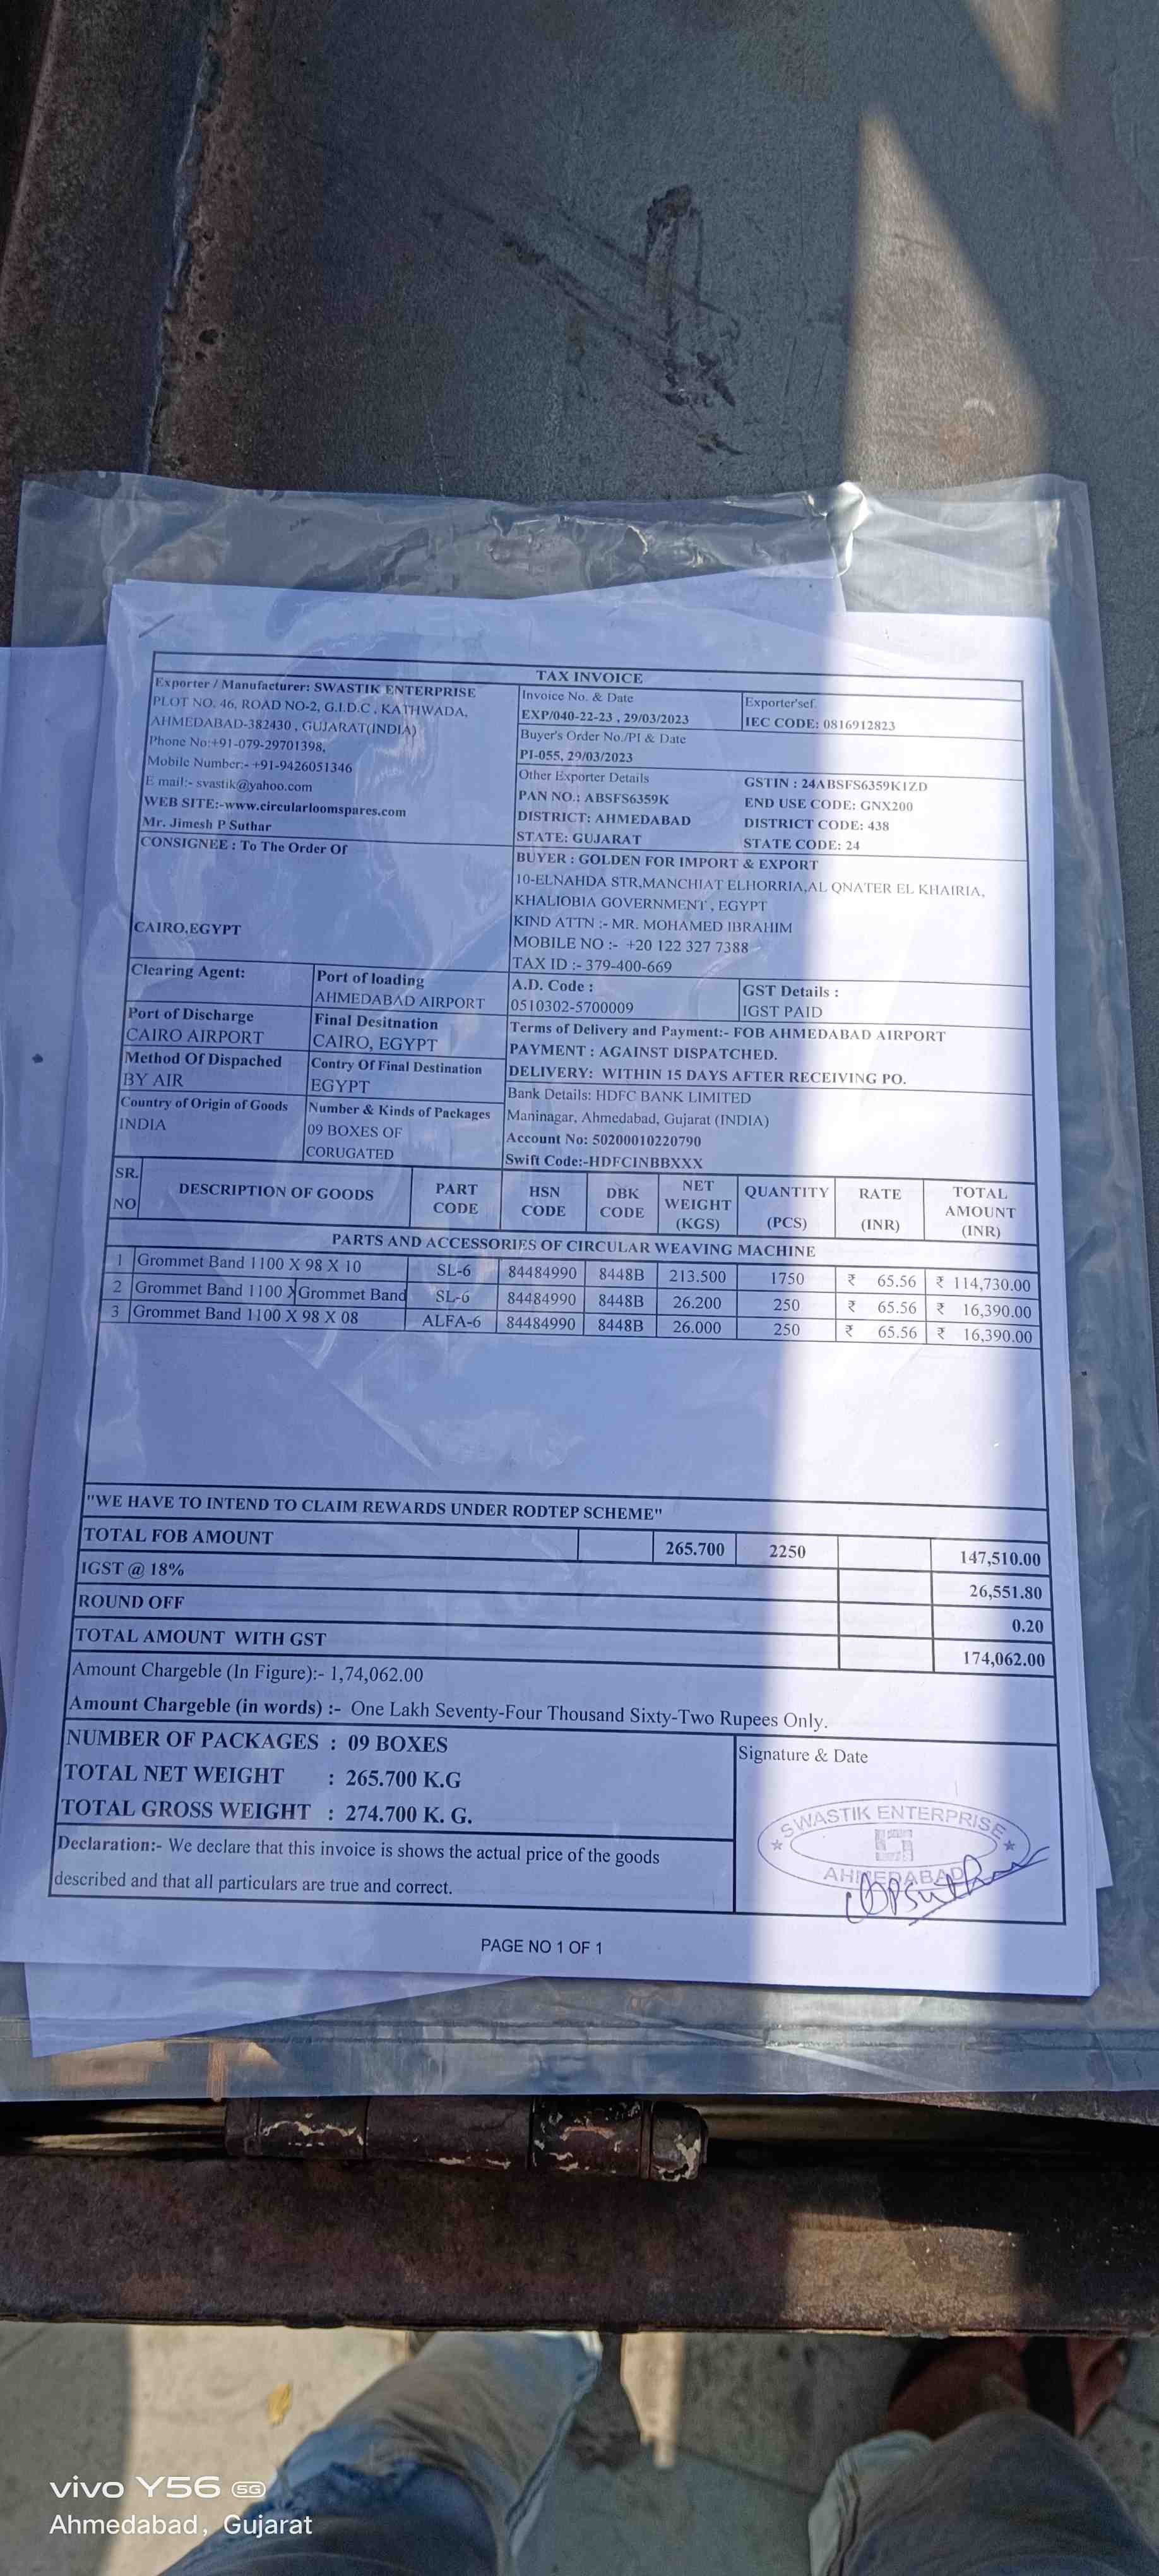 TAX INVOICE
Exporter / Manufacturer: SWASTIK ENTERPRISE
PLOT NO. 46, ROAD NO-2, G.I.D.C , KATHWADA,
AHMEDABAD-382430 , GUJARAT(INDIA)
Phone No:+91-079-29701398,
Mobile Number:- +91-9426051346
E mail:- svastik@yahoo.com
WEB SITE:-www.circularloomspares.com
Mr. Jimesh P Suthar
Invoice No. & Date
EXP/040-22-23 , 29/03/2023
Exporter'sef.
IEC CODE: 0816912823
Buyer's Order No./PI & Date
PI-055, 29/03/2023
Other Exporter Details
PAN NO.: ABSFS6359K
DISTRICT: AHMEDABAD
STATE: GUJARAT
GSTIN : 24ABSFS6359K1ZD
END USE CODE: GNX200
DISTRICT CODE: 438
STATE CODE: 24
CONSIGNEE : To The Order Of
CAIRO,EGYPT
BUYER : GOLDEN FOR IMPORT & EXPORT
10-ELNAHDA STR,MANCHIAT ELHORRIA,AL QNATER EL KHAIRIA,
KHALIOBIA GOVERNMENT , EGYPT
KIND ATTN :- MR. MOHAMED IBRAHIM
MOBILE NO :- +20 122 327 7388
TAX ID :- 379-400-669
Clearing Agent:
Port of loading
AHMEDABAD AIRPORT
A.D. Code :
0510302-5700009
GST Details :
IGST PAID
Port of Discharge
CAIRO AIRPORT
Final Desitnation
CAIRO, EGYPT
Terms of Delivery and Payment:- FOB AHMEDABAD AIRPORT
PAYMENT : AGAINST DISPATCHED.
DELIVERY: WITHIN 15 DAYS AFTER RECEIVING PO.
Method Of Dispached
BY AIR
Contry Of Final Destination
EGYPT
Country of Origin of Goods
INDIA
Number & Kinds of Packages
09 BOXES OF
CORUGATED
Bank Details: HDFC BANK LIMITED
Maninagar, Ahmedabad, Gujarat (INDIA)
Account No: 50200010220790
Swift Code:-HDFCINBBXXX
SR. NO DESCRIPTION OF GOODS PART CODE HSN CODE DBK CODE NET WEIGHT (KGS) QUANTITY (PCS) RATE (INR) TOTAL AMOUNT (INR)
PARTS AND ACCESSORIES OF CIRCULAR WEAVING MACHINE
1 Grommet Band 1100 X 98 X 10 SL-6 84484990 8448B 213.500 1750 ₹ 65.56 ₹ 114,730.00
2 Grommet Band 1100 X Grommet Band SL-6 84484990 8448B 26.200 250 ₹ 65.56 ₹ 16,390.00
3 Grommet Band 1100 X 98 X 08 ALFA-6 84484990 8448B 26.000 250 ₹ 65.56 ₹ 16,390.00
"WE HAVE TO INTEND TO CLAIM REWARDS UNDER RODTEP SCHEME"
TOTAL FOB AMOUNT 265.700 2250 147,510.00
IGST @ 18% 26,551.80
ROUND OFF 0.20
TOTAL AMOUNT WITH GST 174,062.00
Amount Chargeble (In Figure):- 1,74,062.00
Amount Chargeble (in words) :- One Lakh Seventy-Four Thousand Sixty-Two Rupees Only.
NUMBER OF PACKAGES : 09 BOXES
TOTAL NET WEIGHT : 265.700 K.G
TOTAL GROSS WEIGHT : 274.700 K. G.
Declaration:- We declare that this invoice is shows the actual price of the goods
described and that all particulars are true and correct.
Signature & Date
SWASTIK ENTERPRISE
AHMEDABAD
PAGE NO 1 OF 1
vivo Y56 5G
Ahmedabad, Gujarat